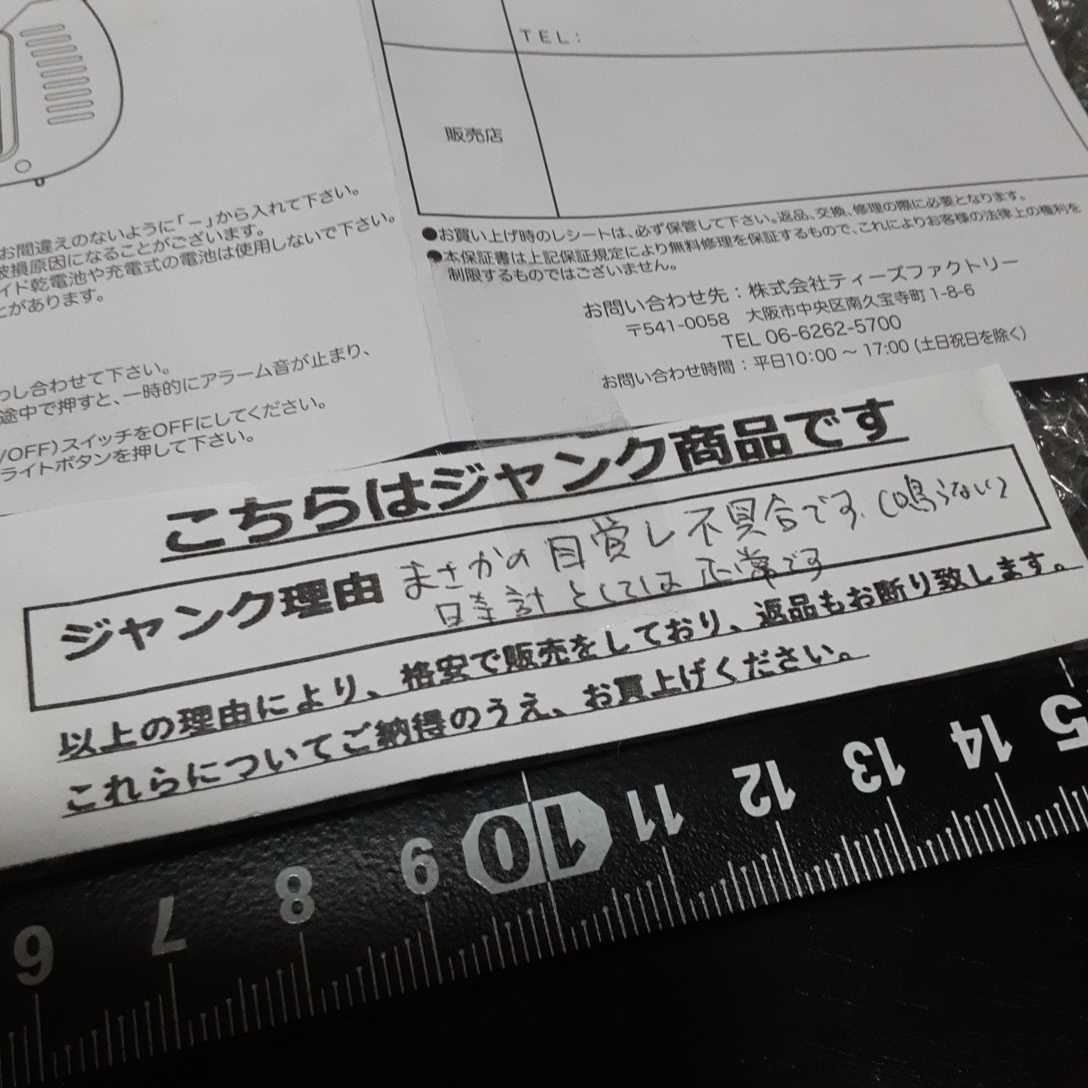 お間違えのないように「−」から入れて下さい。
破損原因になることがございます。
イド乾電池や充電式の電池は使用しないで下さい。
とがあります。
わし合わせて下さい。
途中で押すと、一時的にアラーム音が止まり、
/OFF)スイッチをOFFにしてください。
ライトボタンを押して下さい。
TEL:
販売店
●お買い上げ時のレシートは、必ず保管して下さい。返品、交換、修理の際に必要となります。
●本保証書は上記保証規定により無料修理を保証するもので、これによりお客様の法律上の権利を
制限するものではございません。
お問い合わせ先:株式会社ティーズファクトリー
〒541-0058 大阪市中央区南久宝寺町 1-8-6
TEL 06-6262-5700
お問い合わせ時間:平日10:00 ～ 17:00 (土日祝日を除く)
こちらはジャンク商品です
ジャンク理由 まさかの目覚し不具合です.(鳴らない)
日時計としては正常です
以上の理由により、格安で販売をしており、返品もお断り致します。
これらについてご納得のうえ、お買上げください。
6 7 8 9 10 11 12 13 14 5